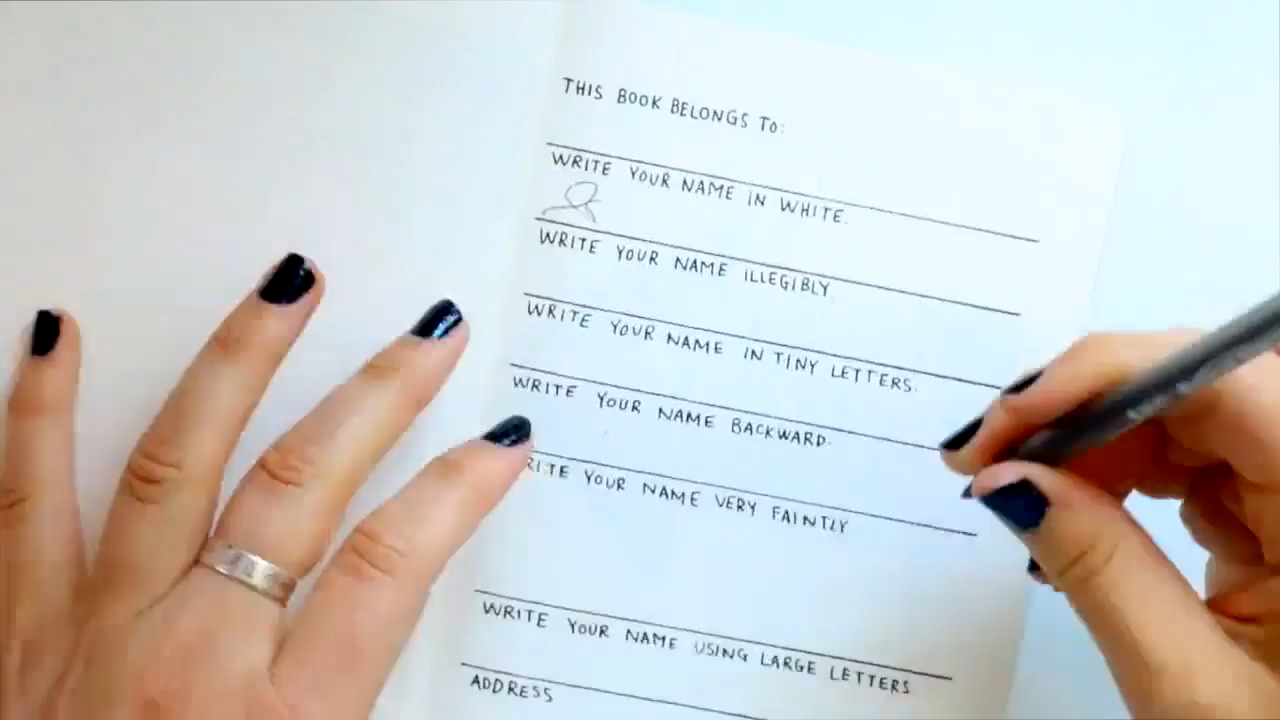 THIS BOOK BELONGS TO:
WRITE YOUR NAME IN WHITE.
WRITE YOUR NAME ILLEGIBLY.
WRITE YOUR NAME IN TINY LETTERS.
WRITE YOUR NAME BACKWARD.
WRITE YOUR NAME VERY FAINTLY
WRITE YOUR NAME USING LARGE LETTERS
ADDRESS